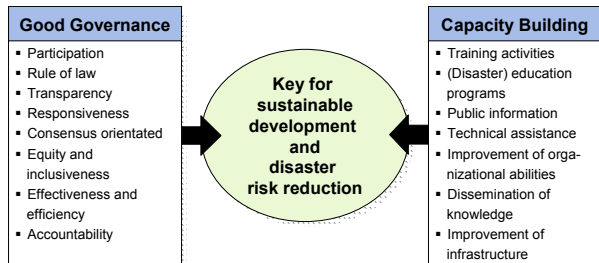 Good Governance
▪ Participation
▪ Rule of law
▪ Transparency
▪ Responsiveness
▪ Consensus orientated
▪ Equity and
inclusiveness
▪ Effectiveness and
efficiency
▪ Accountability
Key for
sustainable
development
and
disaster
risk reduction
Capacity Building
▪ Training activities
▪ (Disaster) education
programs
▪ Public information
▪ Technical assistance
▪ Improvement of orga-
nizational abilities
▪ Dissemination of
knowledge
▪ Improvement of
infrastructure